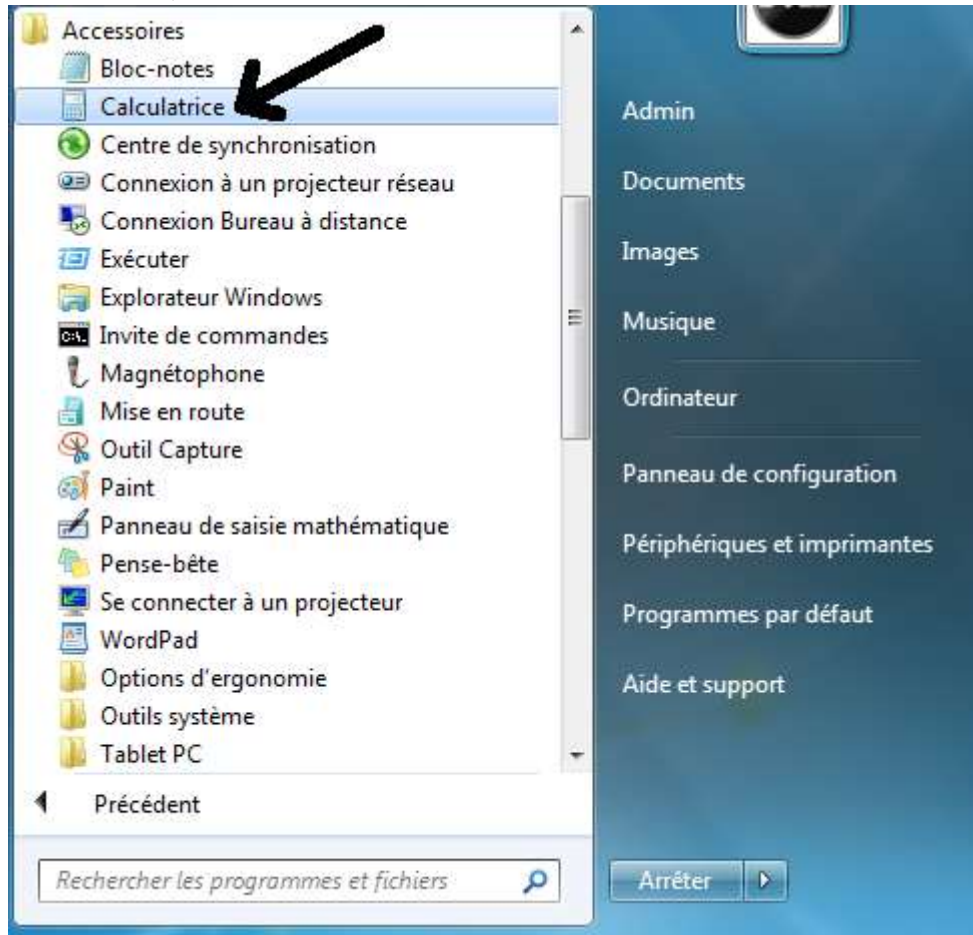 Accessoires
Bloc-notes
Calculatrice
Centre de synchronisation
Connexion à un projecteur réseau
Connexion Bureau à distance
Exécuter
Explorateur Windows
Invite de commandes
Magnétophone
Mise en route
Outil Capture
Paint
Panneau de saisie mathématique
Pense-bête
Se connecter à un projecteur
WordPad
Options d'ergonomie
Outils système
Tablet PC
Précédent
Rechercher les programmes et fichiers
Admin
Documents
Images
Musique
Ordinateur
Panneau de configuration
Périphériques et imprimantes
Programmes par défaut
Aide et support
Arrêter